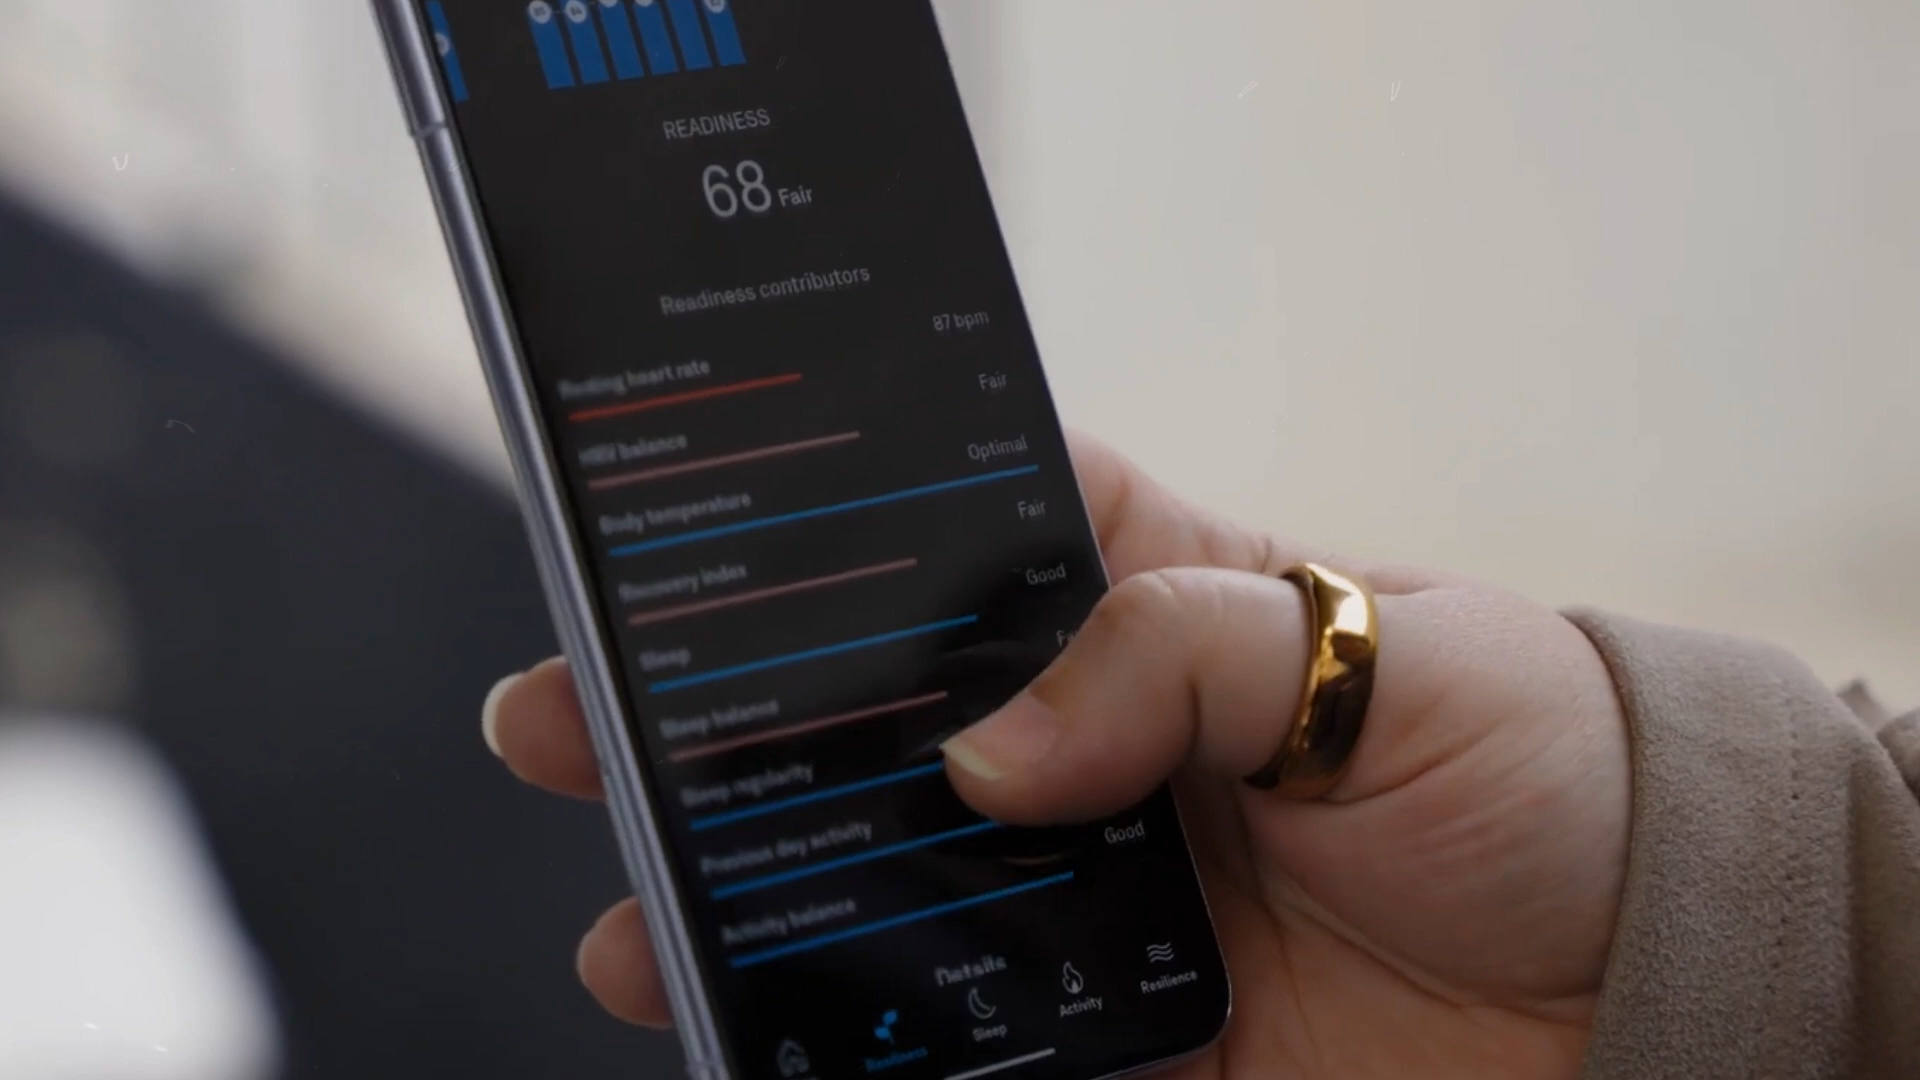 READINESS
68 Fair
Readiness contributors
Resting heart rate 87 bpm
HRV balance Fair
Body temperature Optimal
Recovery index Fair
Sleep Good
Sleep balance
Sleep regularity
Previous day activity
Activity balance Good
Details
Readiness
Sleep
Activity
Resilience